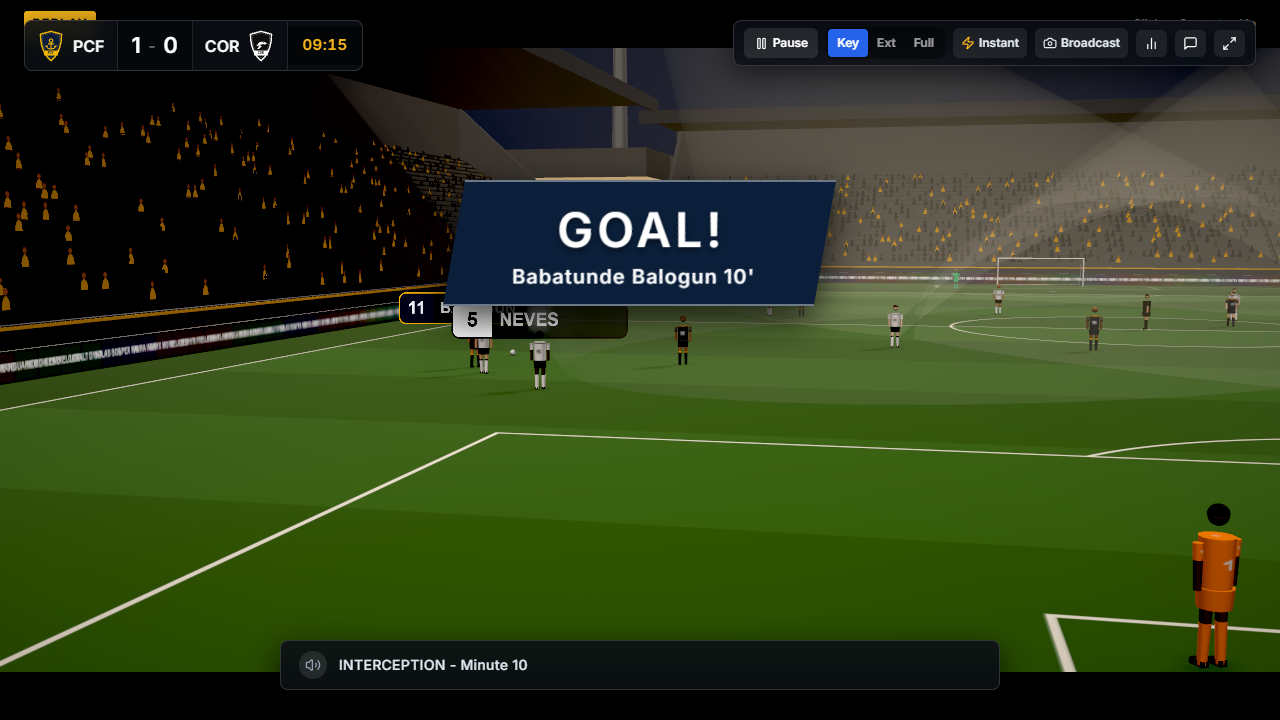 PCF
1 - 0
COR
09:15
Pause
Key
Ext
Full
Instant
Broadcast
GOAL!
Babatunde Balogun 10'
11
5
NEVES
1
INTERCEPTION - Minute 10